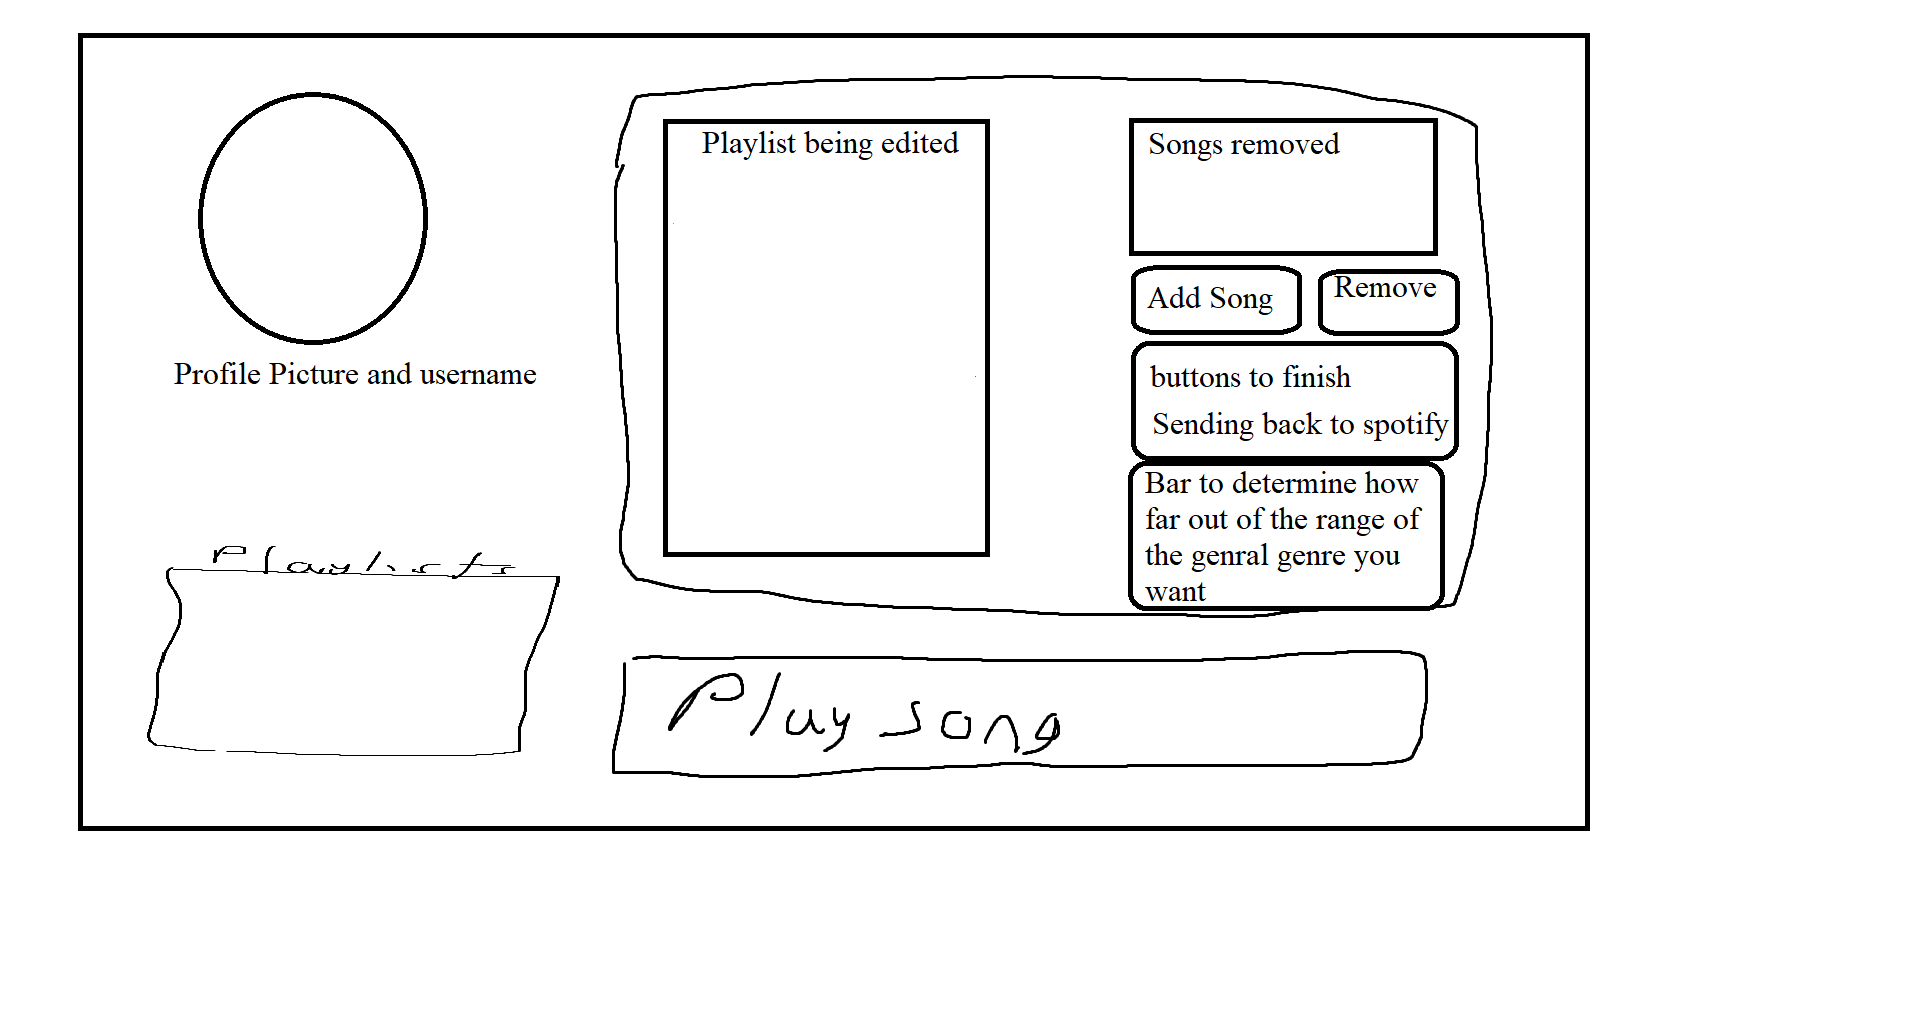 Profile Picture and username
Playlists
Playlist being edited
Songs removed
Add Song
Remove
buttons to finish
Sending back to spotify
Bar to determine how
far out of the range of
the genral genre you
want
Play song